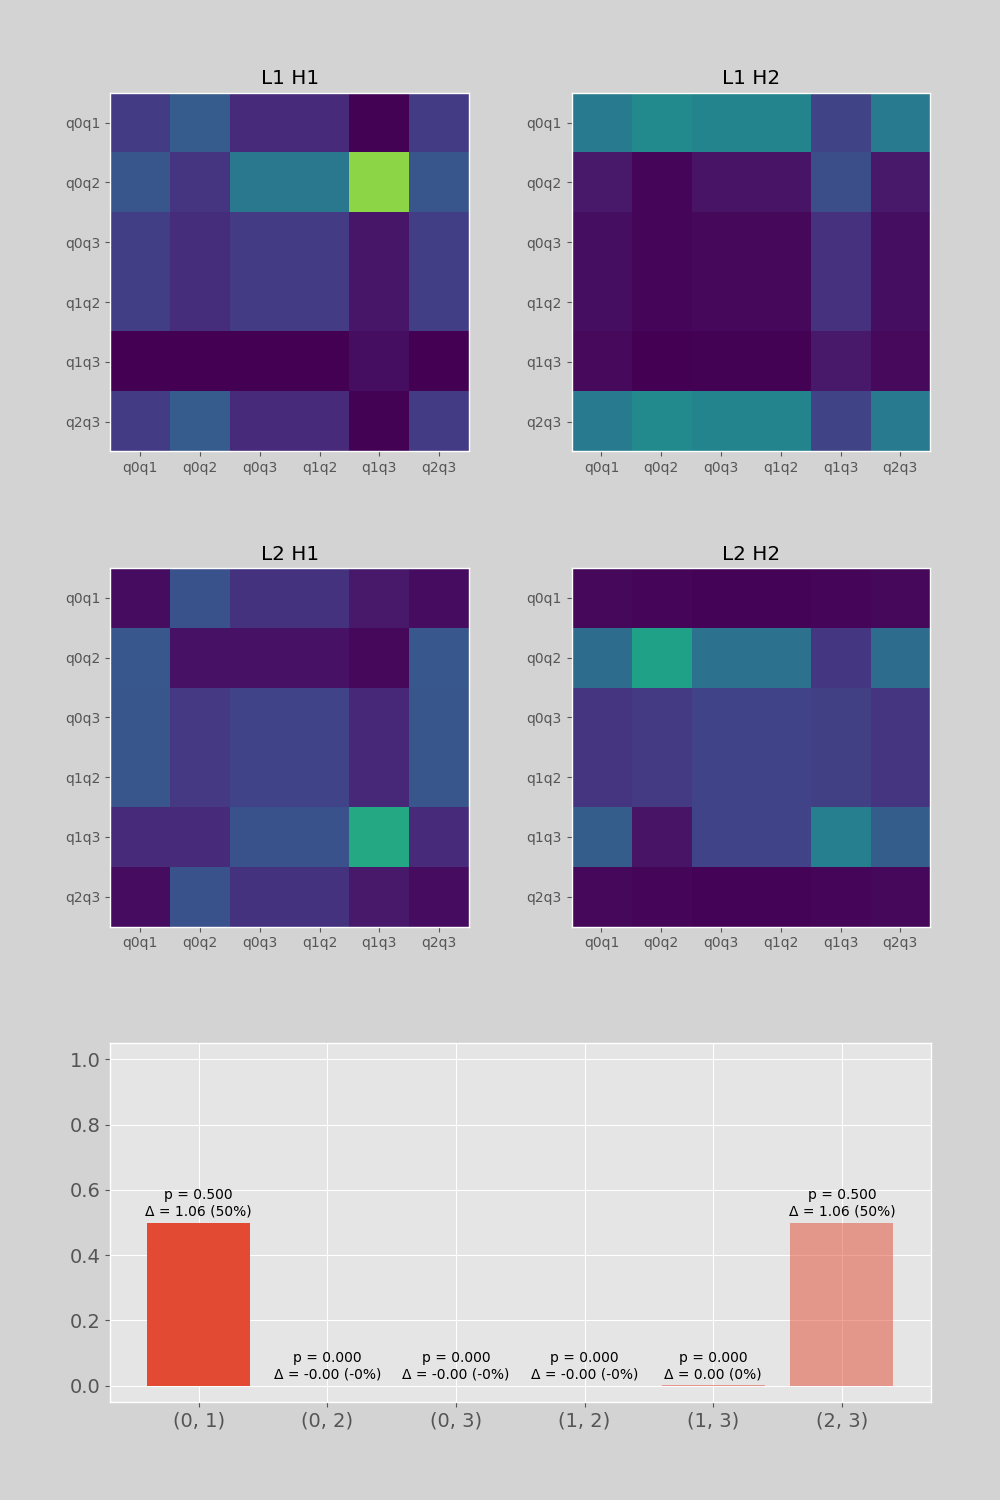 L1 H1
q0q1
q0q2
q0q3
q1q2
q1q3
q2q3
q0q1 q0q2 q0q3 q1q2 q1q3 q2q3
L1 H2
q0q1
q0q2
q0q3
q1q2
q1q3
q2q3
q0q1 q0q2 q0q3 q1q2 q1q3 q2q3
L2 H1
q0q1
q0q2
q0q3
q1q2
q1q3
q2q3
q0q1 q0q2 q0q3 q1q2 q1q3 q2q3
L2 H2
q0q1
q0q2
q0q3
q1q2
q1q3
q2q3
q0q1 q0q2 q0q3 q1q2 q1q3 q2q3
1.0
0.8
0.6
0.4
0.2
0.0
p = 0.500
Δ = 1.06 (50%)
p = 0.000
Δ = -0.00 (-0%)
p = 0.000
Δ = -0.00 (-0%)
p = 0.000
Δ = -0.00 (-0%)
p = 0.000
Δ = 0.00 (0%)
p = 0.500
Δ = 1.06 (50%)
(0, 1) (0, 2) (0, 3) (1, 2) (1, 3) (2, 3)